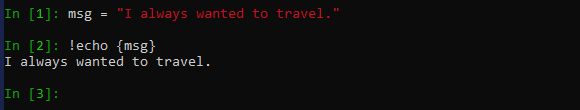 In [1]: msg = "I always wanted to travel."
In [2]: !echo {msg}
I always wanted to travel.
In [3]: